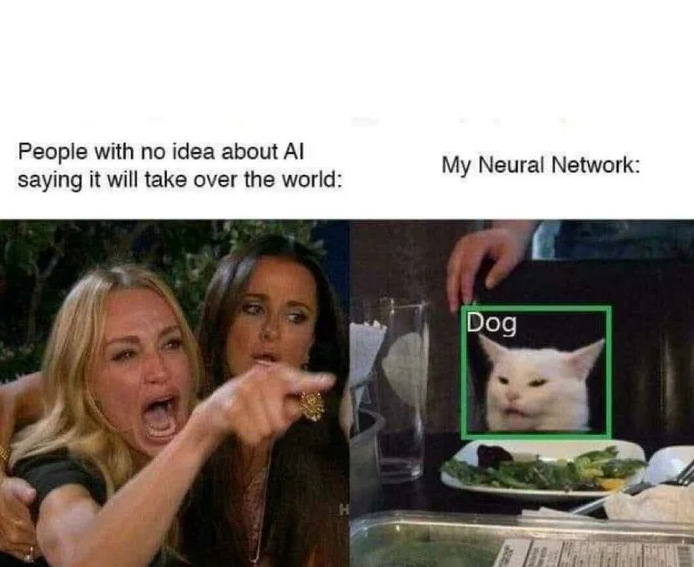 People with no idea about AI
saying it will take over the world:
My Neural Network:
Dog